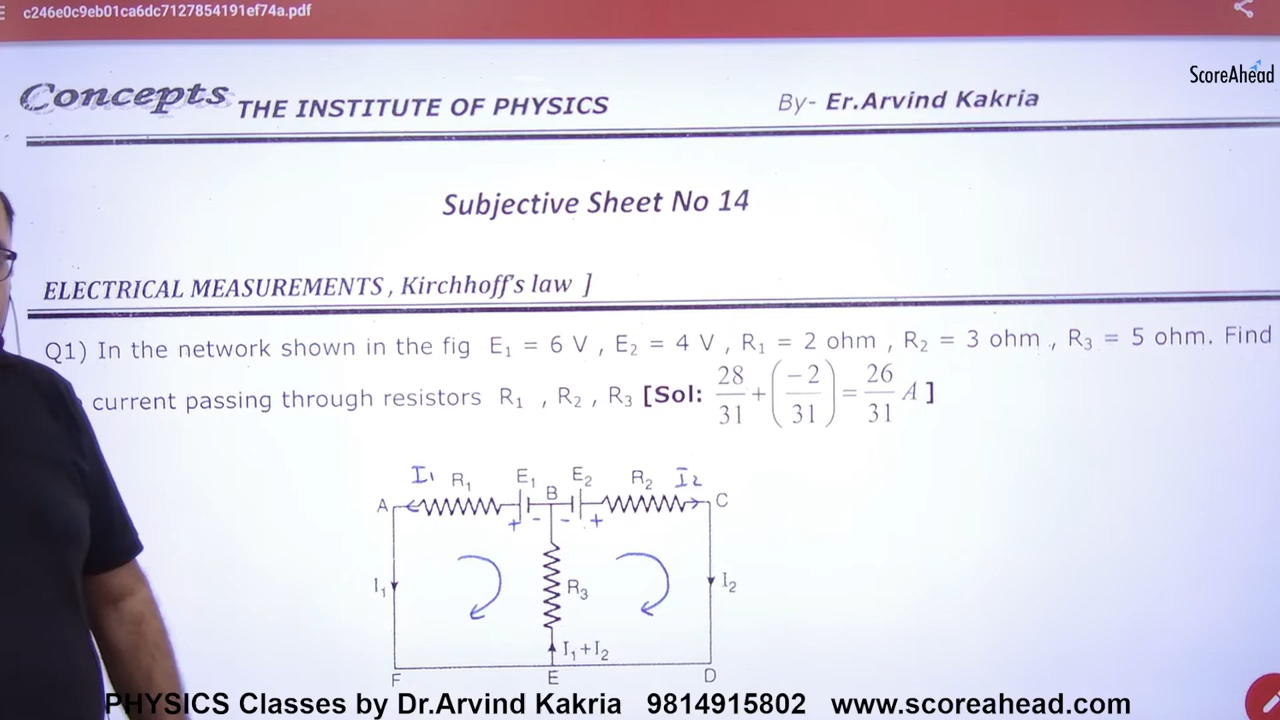 c246e0c9eb01ca6dc7127854191ef74a.pdf
ScoreAhead
Concepts THE INSTITUTE OF PHYSICS By- Er.Arvind Kakria
Subjective Sheet No 14
ELECTRICAL MEASUREMENTS , Kirchhoff's law ]
Q1) In the network shown in the fig E₁ = 6 V , E₂ = 4 V , R₁ = 2 ohm , R₂ = 3 ohm , R₃ = 5 ohm. Find
current passing through resistors R₁ , R₂ , R₃ [Sol: 28/31 + (-2/31) = 26/31 A ]
I₁ R₁ E₁ B E₂ R₂ I₂
A C
+ - - +
I₁ R₃ I₂
I₁+I₂
F E D
PHYSICS Classes by Dr.Arvind Kakria 9814915802 www.scoreahead.com